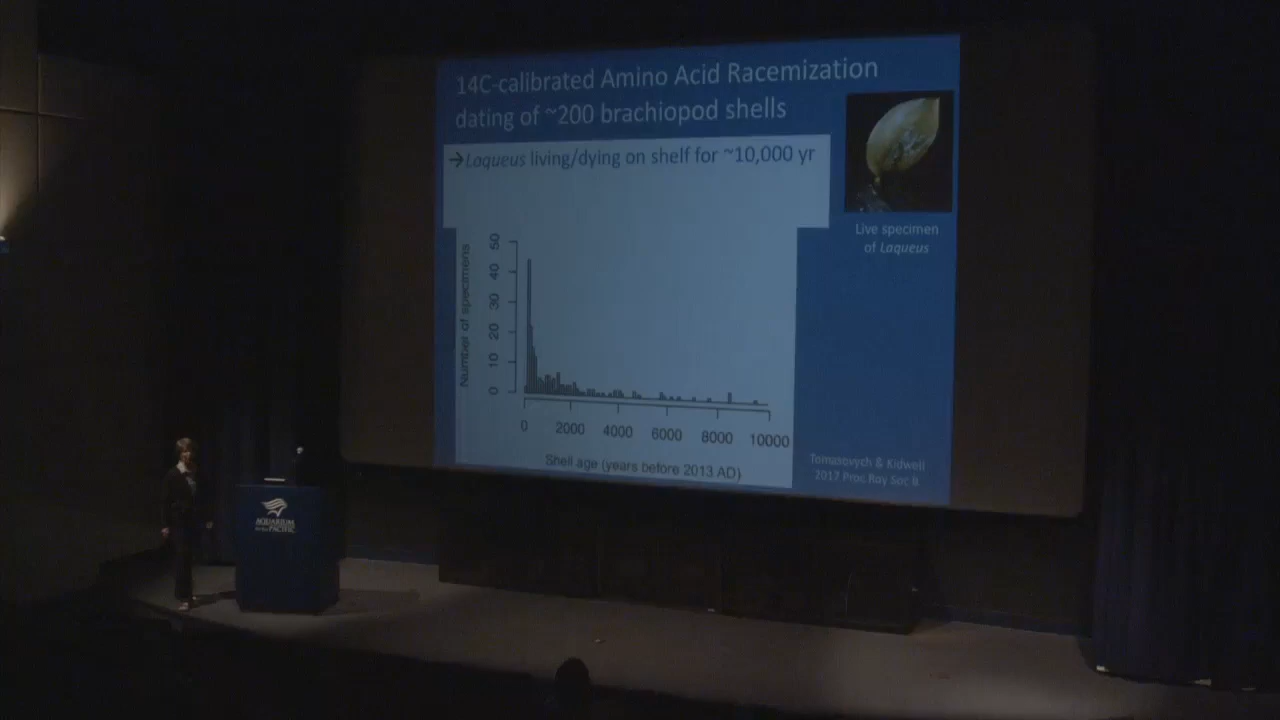 14C-calibrated Amino Acid Racemization
dating of ~200 brachiopod shells
→Laqueus living/dying on shelf for ~10,000 yr
Live specimen
of Laqueus
Number of specimens
50
40
30
20
10
0
0 2000 4000 6000 8000 10000
Shell age (years before 2013 AD)
Tomasovych & Kidwell
2017 Proc Roy Soc B
AQUARIUM
OF THE PACIFIC